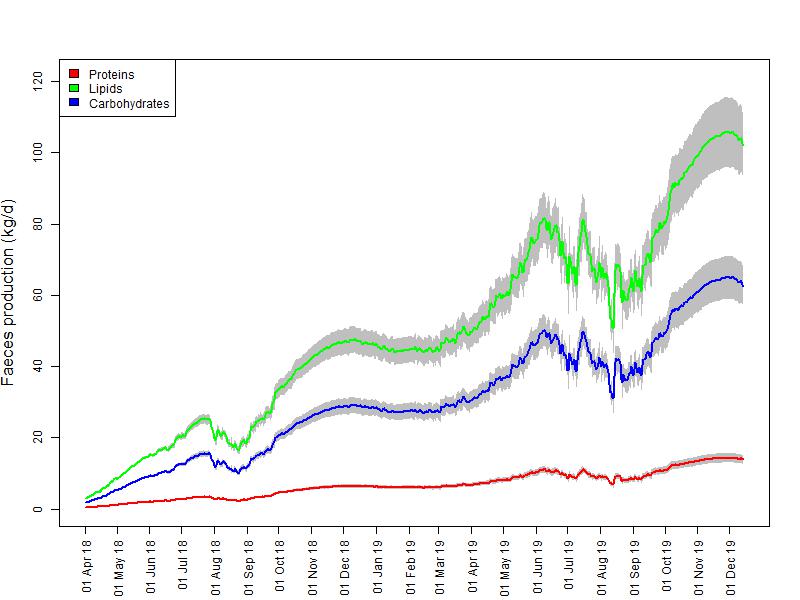 Proteins
Lipids
Carbohydrates
Faeces production (kg/d)
120
100
80
60
40
20
0
01 Apr 18
01 May 18
01 Jun 18
01 Jul 18
01 Aug 18
01 Sep 18
01 Oct 18
01 Nov 18
01 Dec 18
01 Jan 19
01 Feb 19
01 Mar 19
01 Apr 19
01 May 19
01 Jun 19
01 Jul 19
01 Aug 19
01 Sep 19
01 Oct 19
01 Nov 19
01 Dec 19